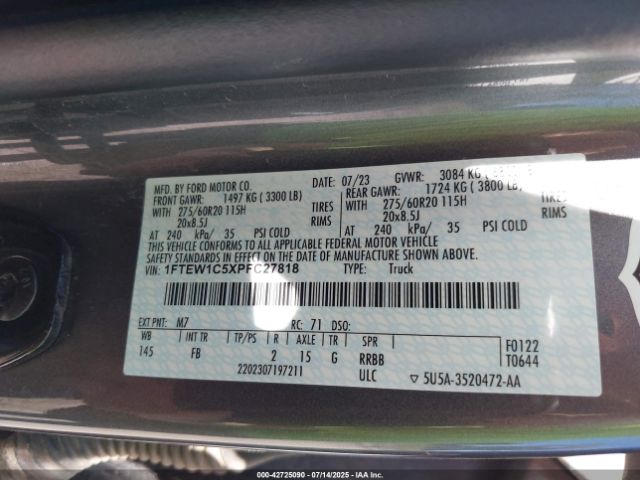 MFD. BY FORD MOTOR CO.
DATE: 07/23 GVWR: 3084 KG (
FRONT GAWR: 1497 KG ( 3300 LB) REAR GAWR: 1724 KG ( 3800 LB)
WITH 275/60R20 115H TIRES WITH 275/60R20 115H TIRES
20x8.5J RIMS 20x8.5J RIMS
AT 240 kPa/ 35 PSI COLD AT 240 kPa/ 35 PSI COLD
THIS VEHICLE CONFORMS TO ALL APPLICABLE FEDERAL MOTOR VEHICLE
SAFETY STANDARDS IN EFFECT ON THE DATE OF MANUFACTURE SHOWN ABOVE.
VIN: 1FTEW1C5XPFC27818 TYPE: Truck
EXT PNT: M7 RC: 71 DSO: F0122
WB INT TR TP/PS R AXLE TR SPR T0644
145 FB 2 15 G RRBB
2202307197211 ULC ▽ 5U5A-3520472-AA
000-42725090 - 07/14/2025 - IAAI.com